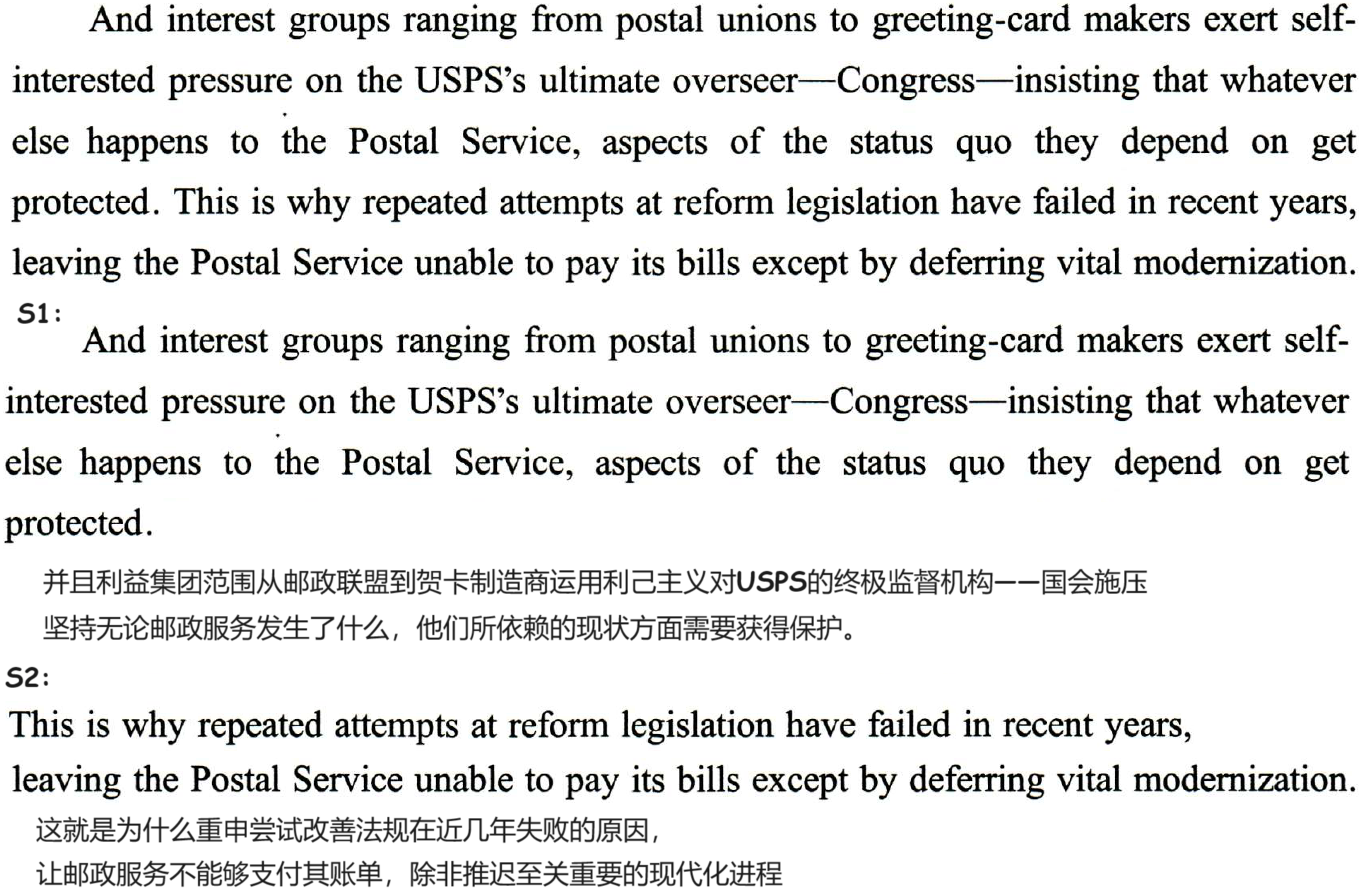 And interest groups ranging from postal unions to greeting-card makers exert self-
interested pressure on the USPS's ultimate overseer—Congress—insisting that whatever
else happens to the Postal Service, aspects of the status quo they depend on get
protected. This is why repeated attempts at reform legislation have failed in recent years,
leaving the Postal Service unable to pay its bills except by deferring vital modernization.
S1:
And interest groups ranging from postal unions to greeting-card makers exert self-
interested pressure on the USPS's ultimate overseer—Congress—insisting that whatever
else happens to the Postal Service, aspects of the status quo they depend on get
protected.
并且利益集团范围从邮政联盟到贺卡制造商运用利己主义对USPS的终极监督机构——国会施压
坚持无论邮政服务发生了什么，他们所依赖的现状方面需要获得保护。
S2:
This is why repeated attempts at reform legislation have failed in recent years,
leaving the Postal Service unable to pay its bills except by deferring vital modernization.
这就是为什么重申尝试改善法规在近几年失败的原因，
让邮政服务不能够支付其账单，除非推迟至关重要的现代化进程